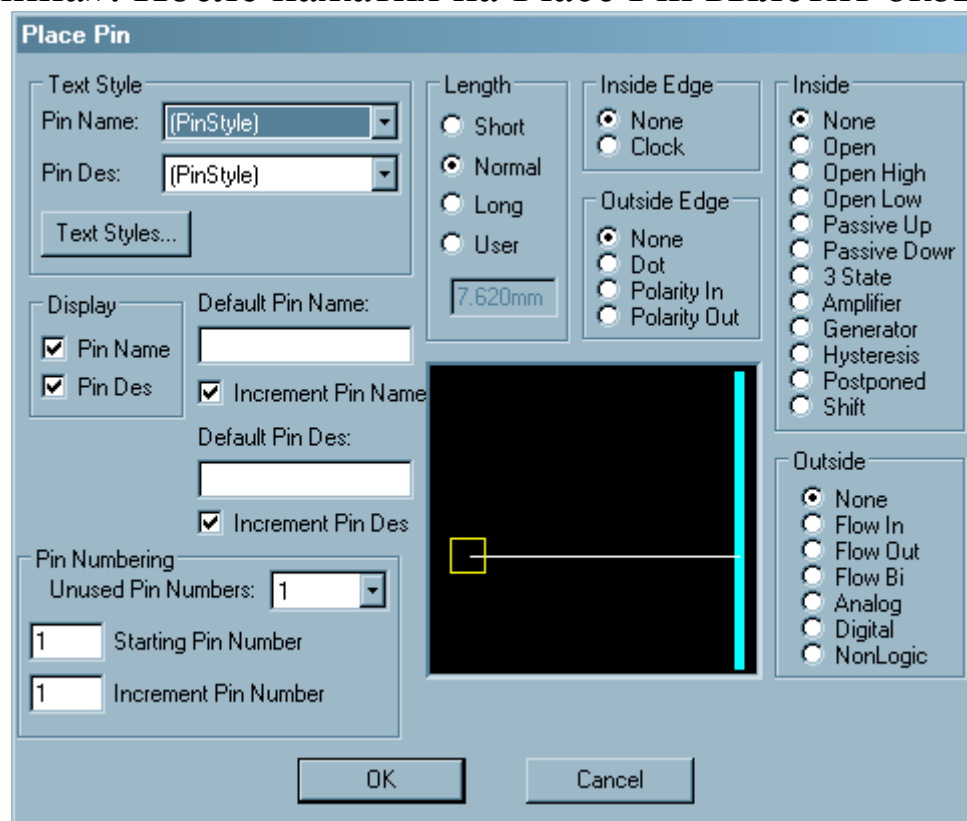 Place Pin
Text Style
Pin Name: (PinStyle)
Pin Des: (PinStyle)
Text Styles...
Length
Short
Normal
Long
User
7.620mm
Inside Edge
None
Clock
Outside Edge
None
Dot
Polarity In
Polarity Out
Inside
None
Open
Open High
Open Low
Passive Up
Passive Dowr
3 State
Amplifier
Generator
Hysteresis
Postponed
Shift
Display
Pin Name
Pin Des
Default Pin Name:
Increment Pin Name
Default Pin Des:
Increment Pin Des
Outside
None
Flow In
Flow Out
Flow Bi
Analog
Digital
NonLogic
Pin Numbering
Unused Pin Numbers: 1
1 Starting Pin Number
1 Increment Pin Number
OK
Cancel